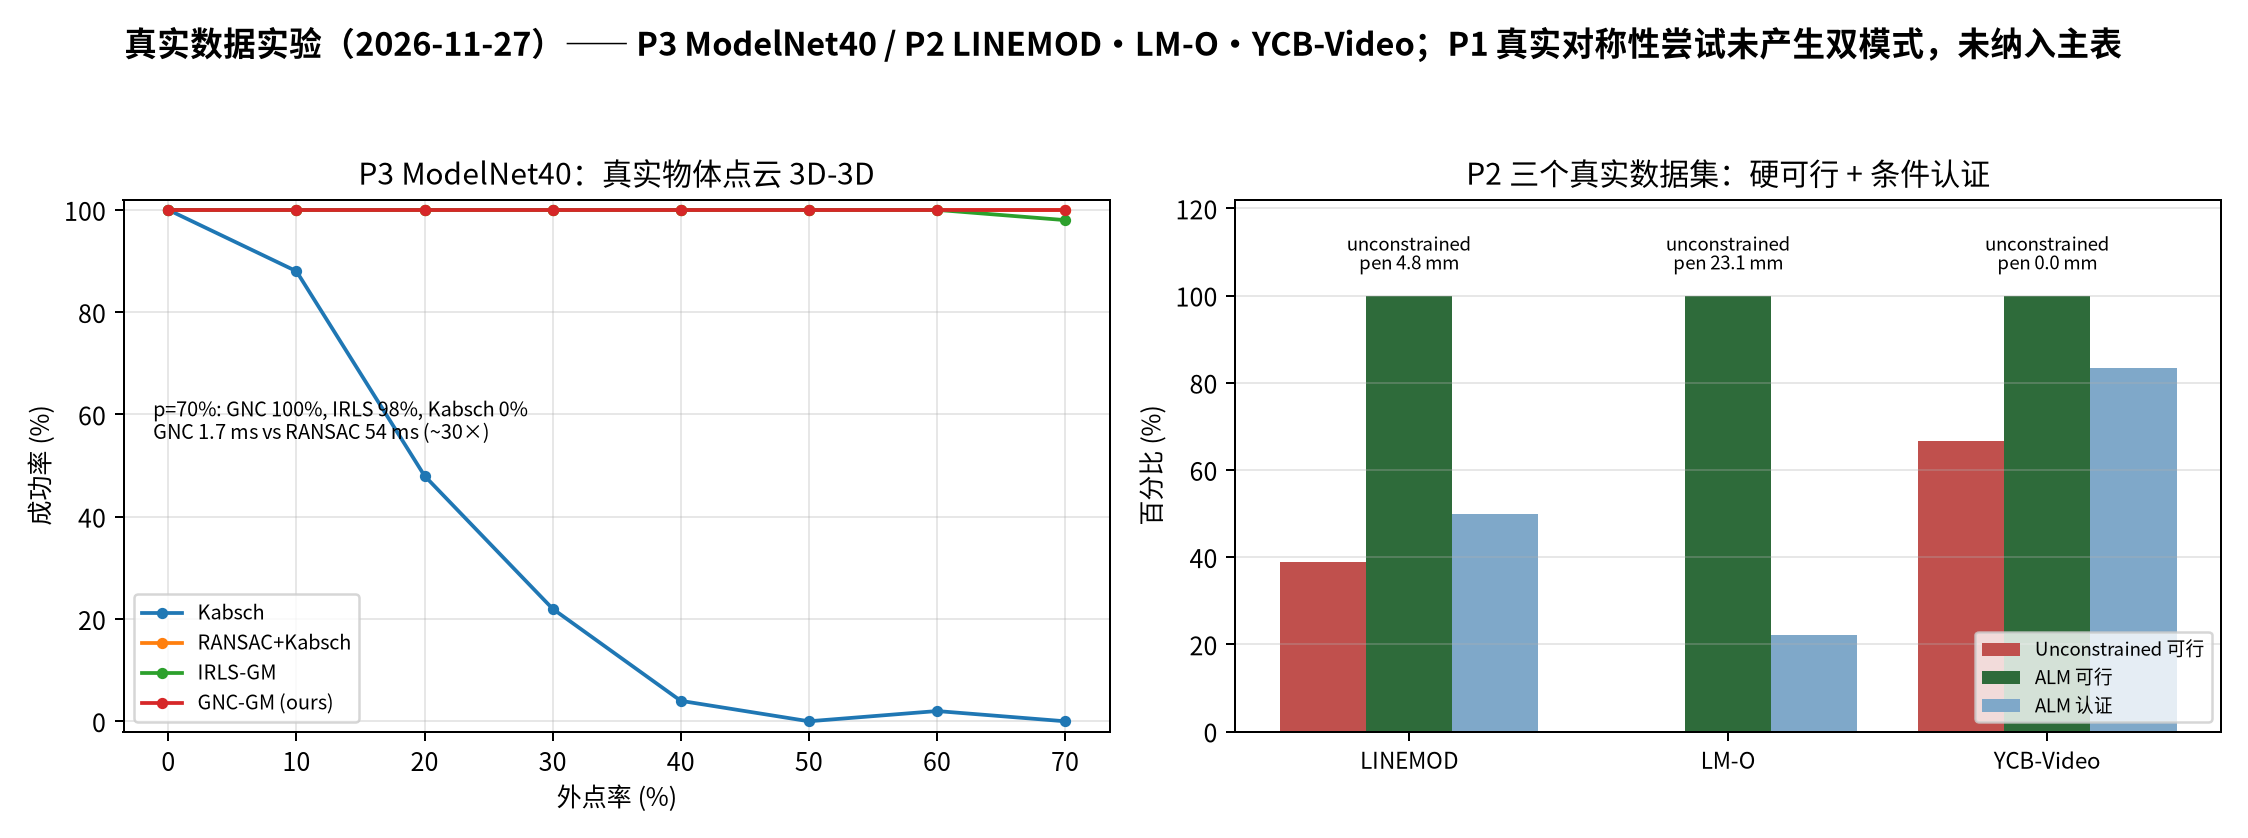 真实数据实验（2026-11-27）—— P3 ModelNet40 / P2 LINEMOD・LM-O・YCB-Video；P1 真实对称性尝试未产生双模式，未纳入主表
P3 ModelNet40：真实物体点云 3D-3D
成功率 (%)
100
80
60
40
20
0
p=70%: GNC 100%, IRLS 98%, Kabsch 0%
GNC 1.7 ms vs RANSAC 54 ms (~30×)
Kabsch
RANSAC+Kabsch
IRLS-GM
GNC-GM (ours)
0 10 20 30 40 50 60 70
外点率 (%)
P2 三个真实数据集：硬可行 + 条件认证
百分比 (%)
120
100
80
60
40
20
0
unconstrained
pen 4.8 mm
unconstrained
pen 23.1 mm
unconstrained
pen 0.0 mm
Unconstrained 可行
ALM 可行
ALM 认证
LINEMOD LM-O YCB-Video